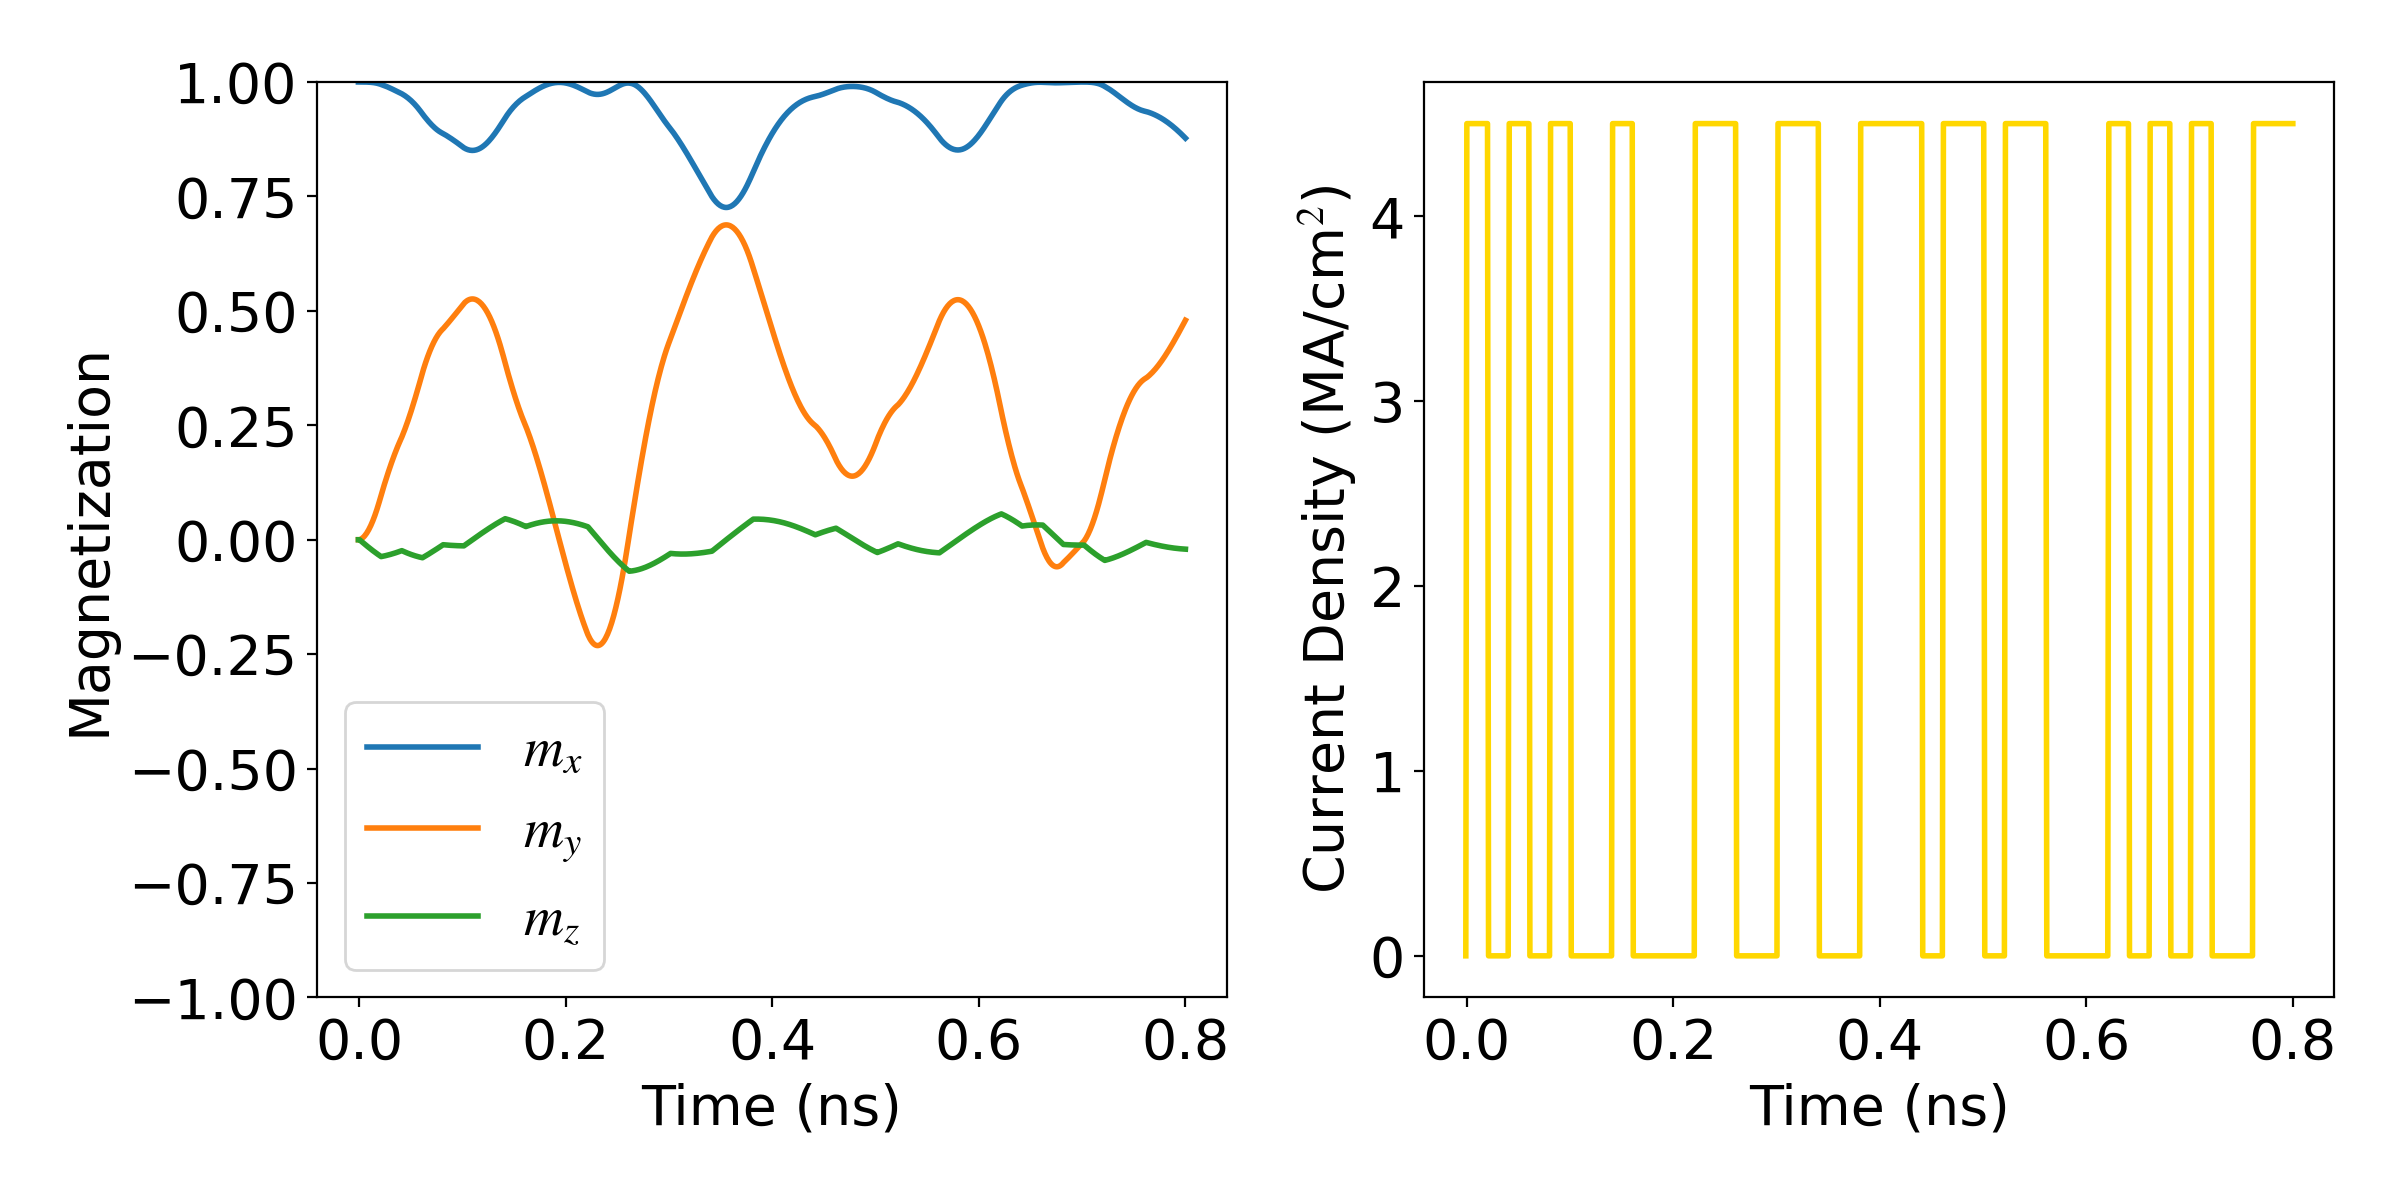 1.00
0.75
0.50
0.25
0.00
−0.25
−0.50
−0.75
−1.00
Magnetization
m_x
m_y
m_z
0.0 0.2 0.4 0.6 0.8
Time (ns)
4
3
2
1
0
Current Density (MA/cm²)
0.0 0.2 0.4 0.6 0.8
Time (ns)